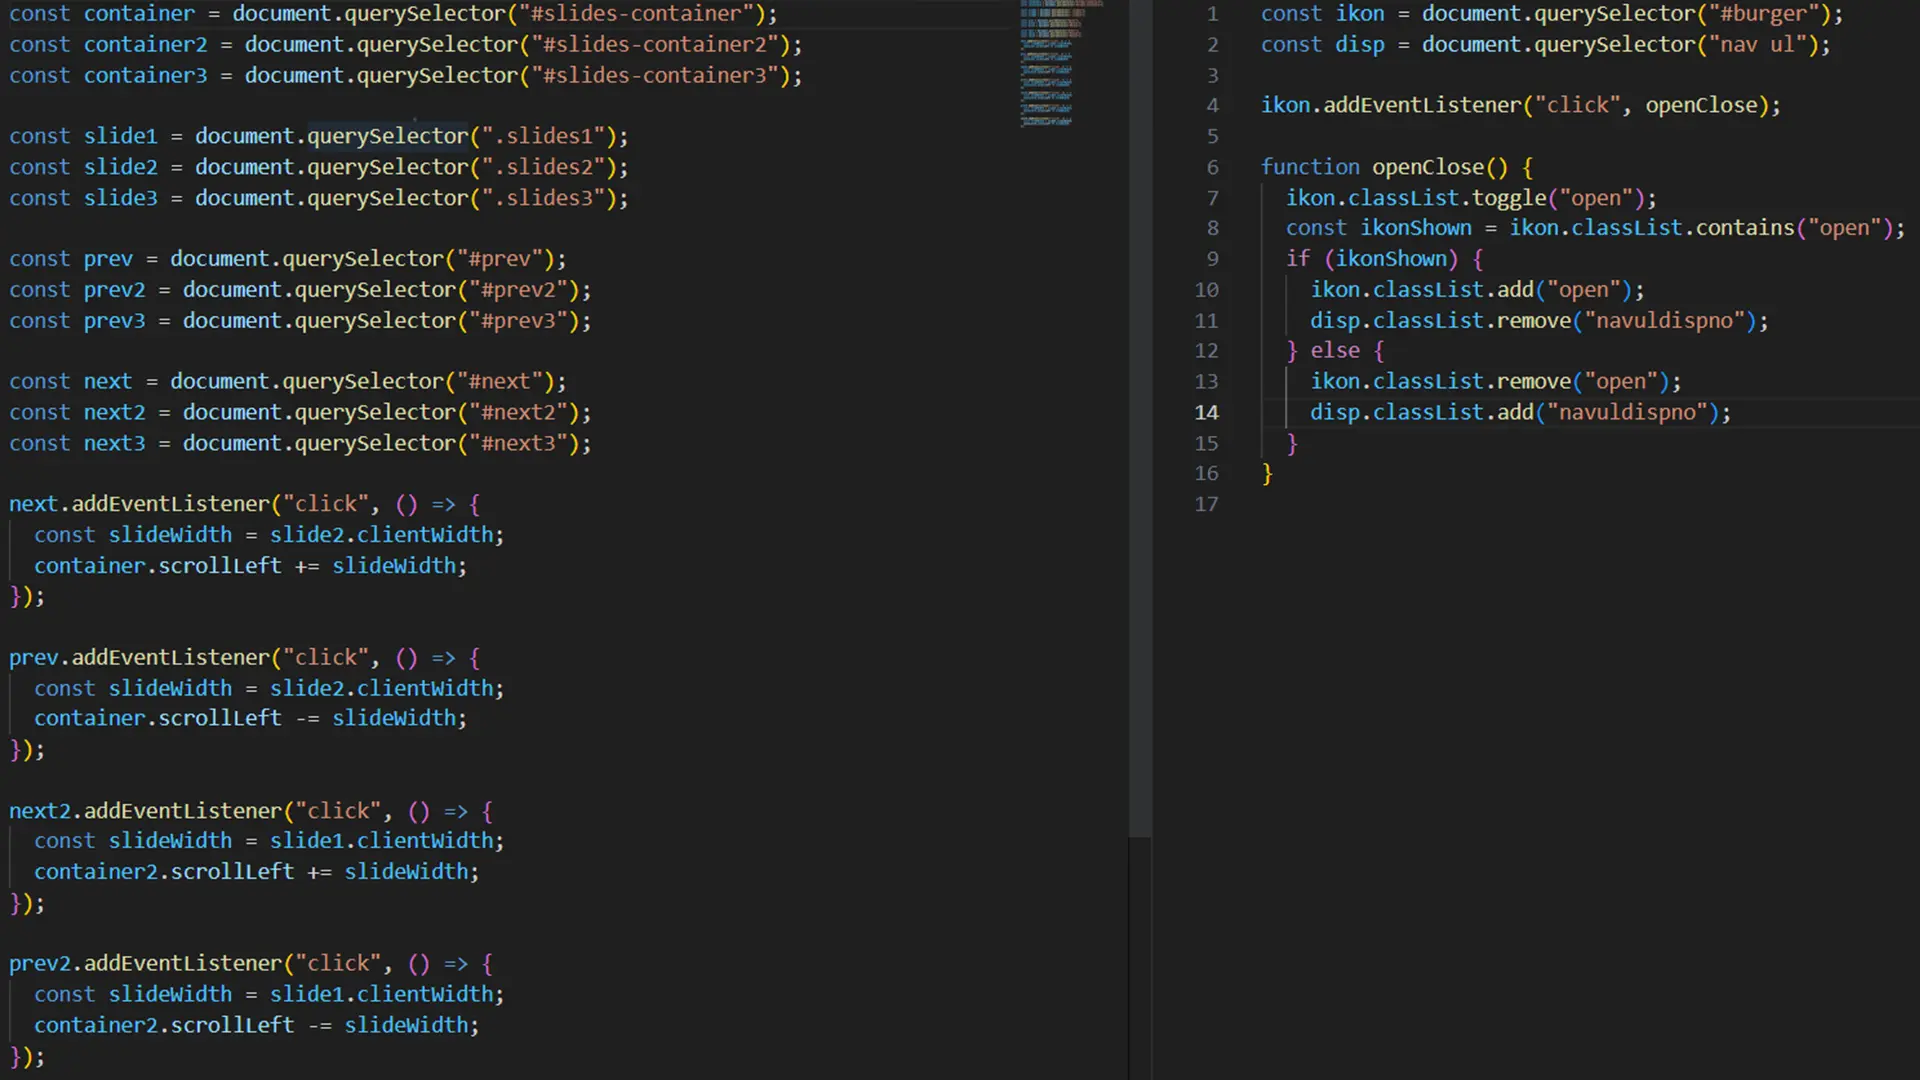 const container = document.querySelector("#slides-container");
const container2 = document.querySelector("#slides-container2");
const container3 = document.querySelector("#slides-container3");

const slide1 = document.querySelector(".slides1");
const slide2 = document.querySelector(".slides2");
const slide3 = document.querySelector(".slides3");

const prev = document.querySelector("#prev");
const prev2 = document.querySelector("#prev2");
const prev3 = document.querySelector("#prev3");

const next = document.querySelector("#next");
const next2 = document.querySelector("#next2");
const next3 = document.querySelector("#next3");

next.addEventListener("click", () => {
  const slideWidth = slide2.clientWidth;
  container.scrollLeft += slideWidth;
});

prev.addEventListener("click", () => {
  const slideWidth = slide2.clientWidth;
  container.scrollLeft -= slideWidth;
});

next2.addEventListener("click", () => {
  const slideWidth = slide1.clientWidth;
  container2.scrollLeft += slideWidth;
});

prev2.addEventListener("click", () => {
  const slideWidth = slide1.clientWidth;
  container2.scrollLeft -= slideWidth;
});

1 const ikon = document.querySelector("#burger");
2 const disp = document.querySelector("nav ul");
3
4 ikon.addEventListener("click", openClose);
5
6 function openClose() {
7   ikon.classList.toggle("open");
8   const ikonShown = ikon.classList.contains("open");
9   if (ikonShown) {
10     ikon.classList.add("open");
11     disp.classList.remove("navuldispno");
12   } else {
13     ikon.classList.remove("open");
14     disp.classList.add("navuldispno");
15   }
16 }
17